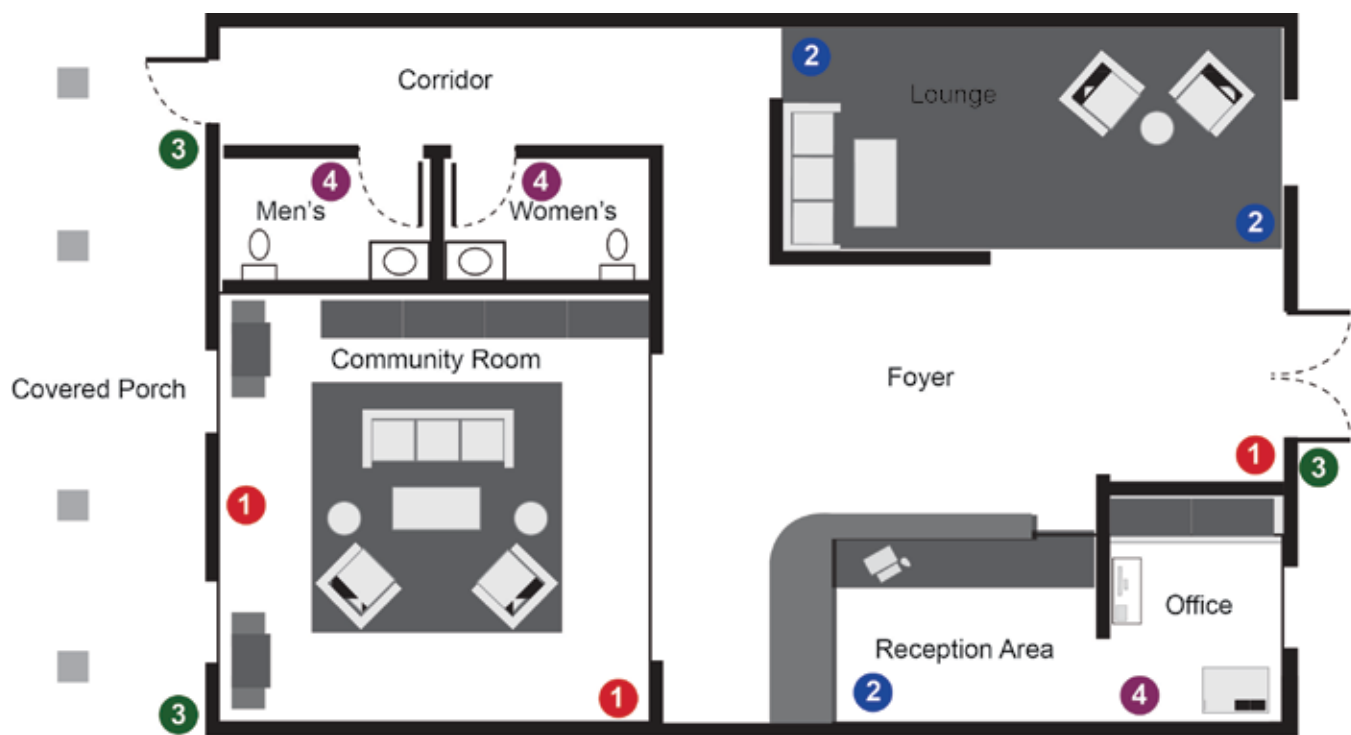 2
Corridor
Lounge
3
4
4
Men's
Women's
2
Community Room
Covered Porch
Foyer
1
3
1
Office
Reception Area
2
4
1
3